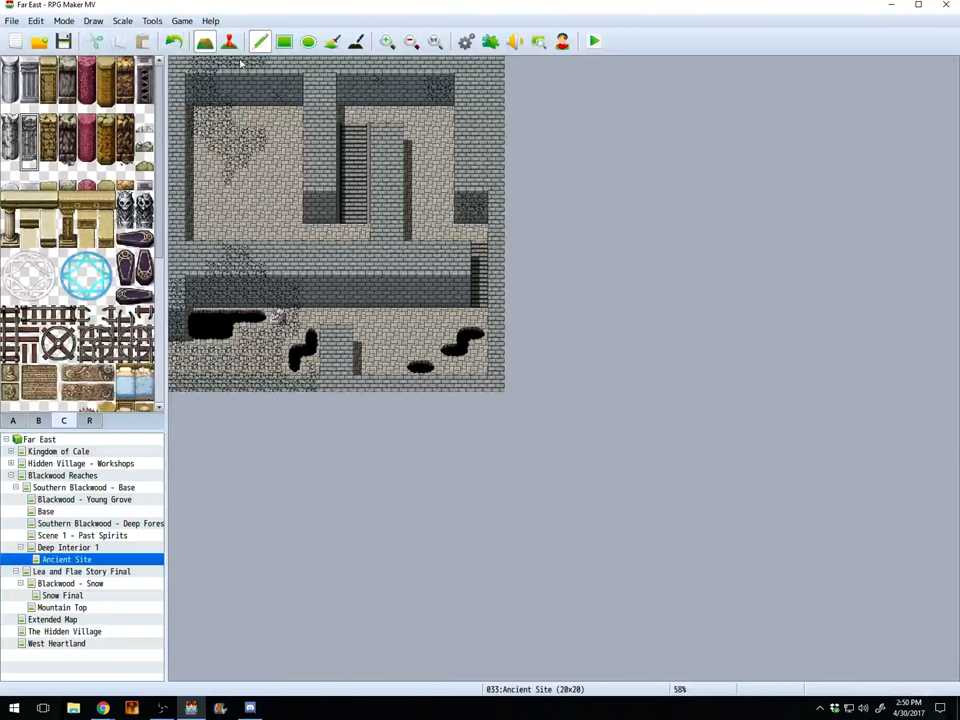 Far East - RPG Maker MV
File Edit Mode Draw Scale Tools Game Help
1:1
A B C R
Far East
Kingdom of Cale
Hidden Village - Workshops
Blackwood Reaches
Southern Blackwood - Base
Blackwood - Young Grove
Base
Southern Blackwood - Deep Fores
Scene 1 - Past Spirits
Deep Interior 1
Ancient Site
Lea and Flae Story Final
Blackwood - Snow
Snow Final
Mountain Top
Extended Map
The Hidden Village
West Heartland
033:Ancient Site (20x20) 58%
2:50 PM
4/30/2017